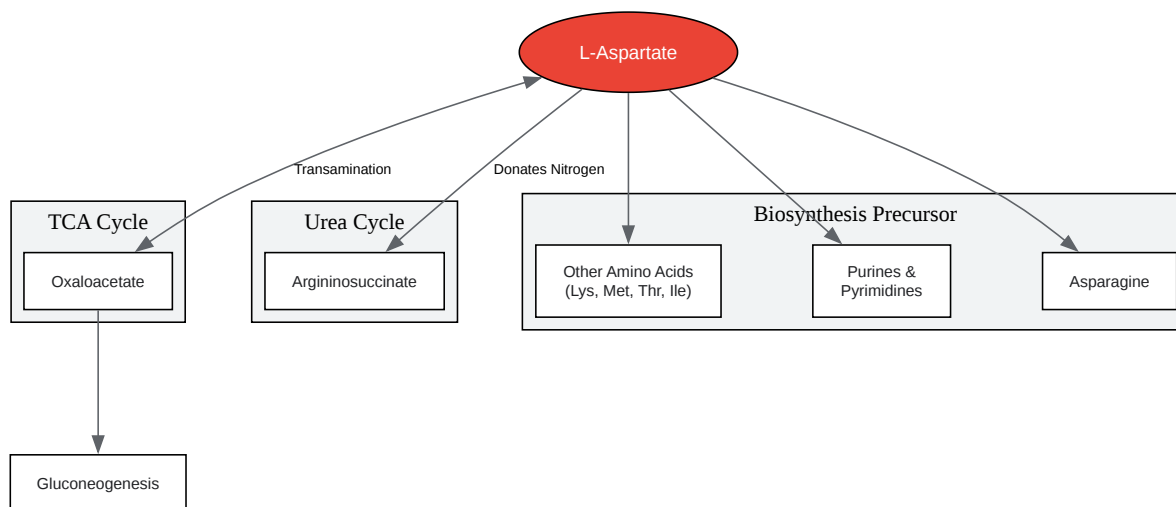 L-Aspartate
Transamination
Donates Nitrogen
TCA Cycle
Urea Cycle
Biosynthesis Precursor
Oxaloacetate
Argininosuccinate
Other Amino Acids
(Lys, Met, Thr, Ile)
Purines &
Pyrimidines
Asparagine
Gluconeogenesis